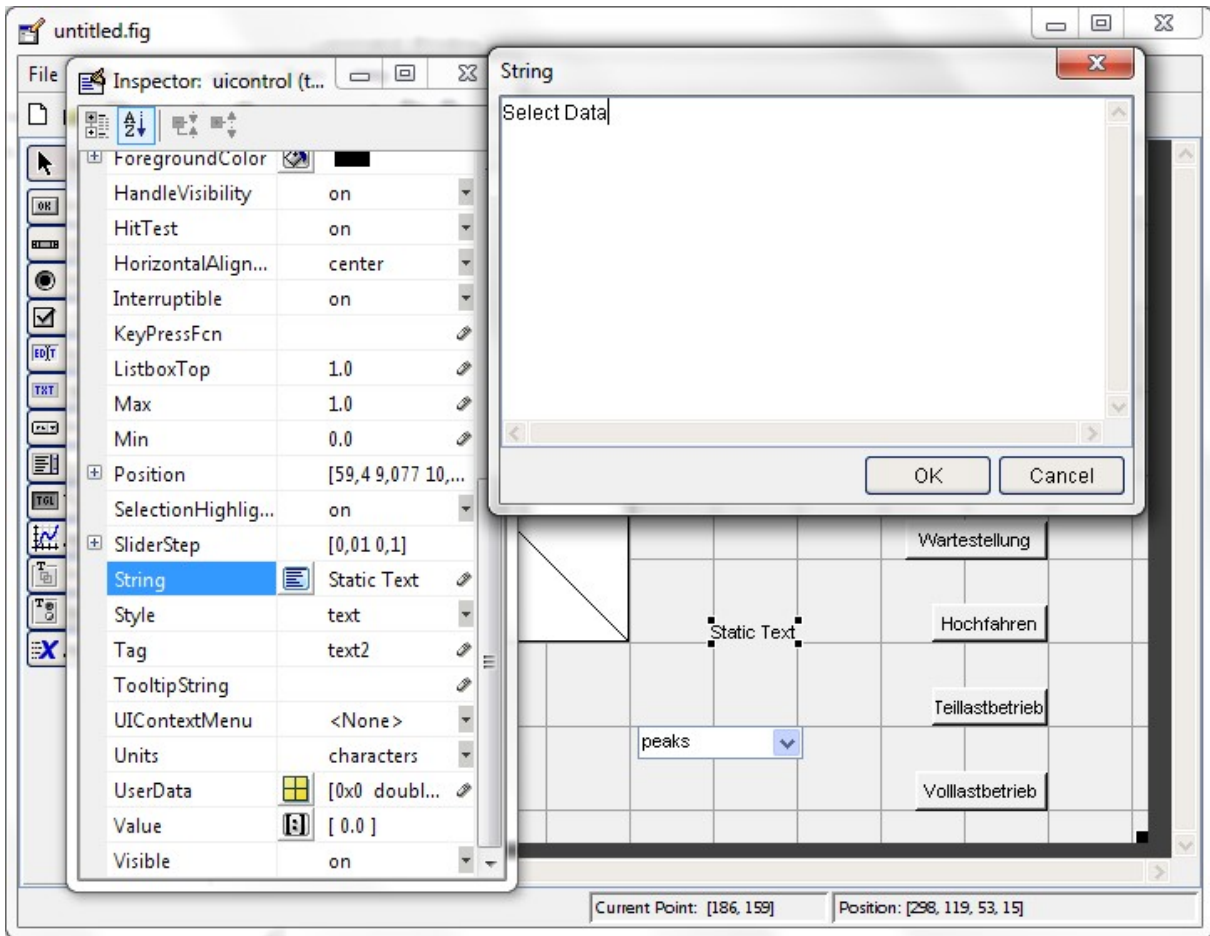 untitled.fig
File
Inspector: uicontrol (t...
String
Select Data
OK
Cancel
ForegroundColor
HandleVisibility on
HitTest on
HorizontalAlign... center
Interruptible on
KeyPressFcn
ListboxTop 1.0
Max 1.0
Min 0.0
Position [59,4 9,077 10,...
SelectionHighlig... on
SliderStep [0,01 0,1]
String Static Text
Style text
Tag text2
TooltipString
UIContextMenu <None>
Units characters
UserData [0x0 doubl...
Value [ 0.0 ]
Visible on
OK
EDIT
TXT
TGL
Wartestellung
Static Text
Hochfahren
Teillastbetrieb
peaks
Volllastbetrieb
Current Point: [186, 159]
Position: [298, 119, 53, 15]